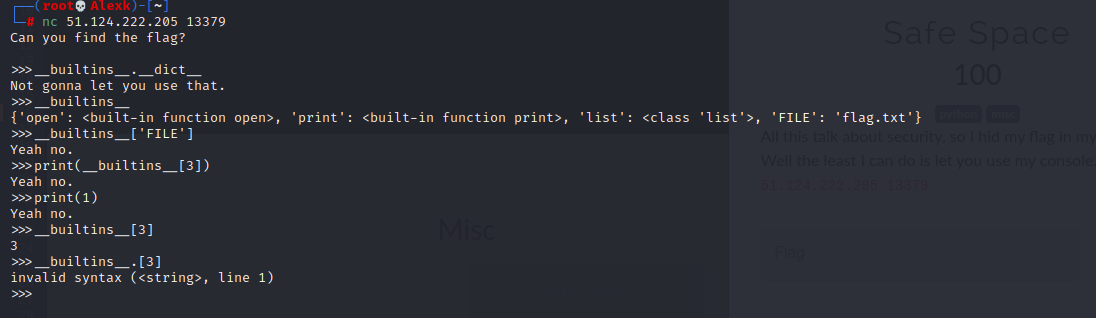 (root💀Alexk)-[~]
# nc 51.124.222.205 13379
Can you find the flag?
>>>__builtins__.__dict__
Not gonna let you use that.
>>>__builtins__
{'open': <built-in function open>, 'print': <built-in function print>, 'list': <class 'list'>, 'FILE': 'flag.txt'}
>>>__builtins__['FILE']
Yeah no.
>>>print(__builtins__[3])
Yeah no.
>>>print(1)
Yeah no.
>>>__builtins__[3]
3
>>>__builtins__.[3]
invalid syntax (<string>, line 1)
>>>
Safe Space
100
python misc
All this talk about security, so I hid my flag in my
Well the least I can do is let you use my console.
51.124.222.205 13379
Misc
Flag